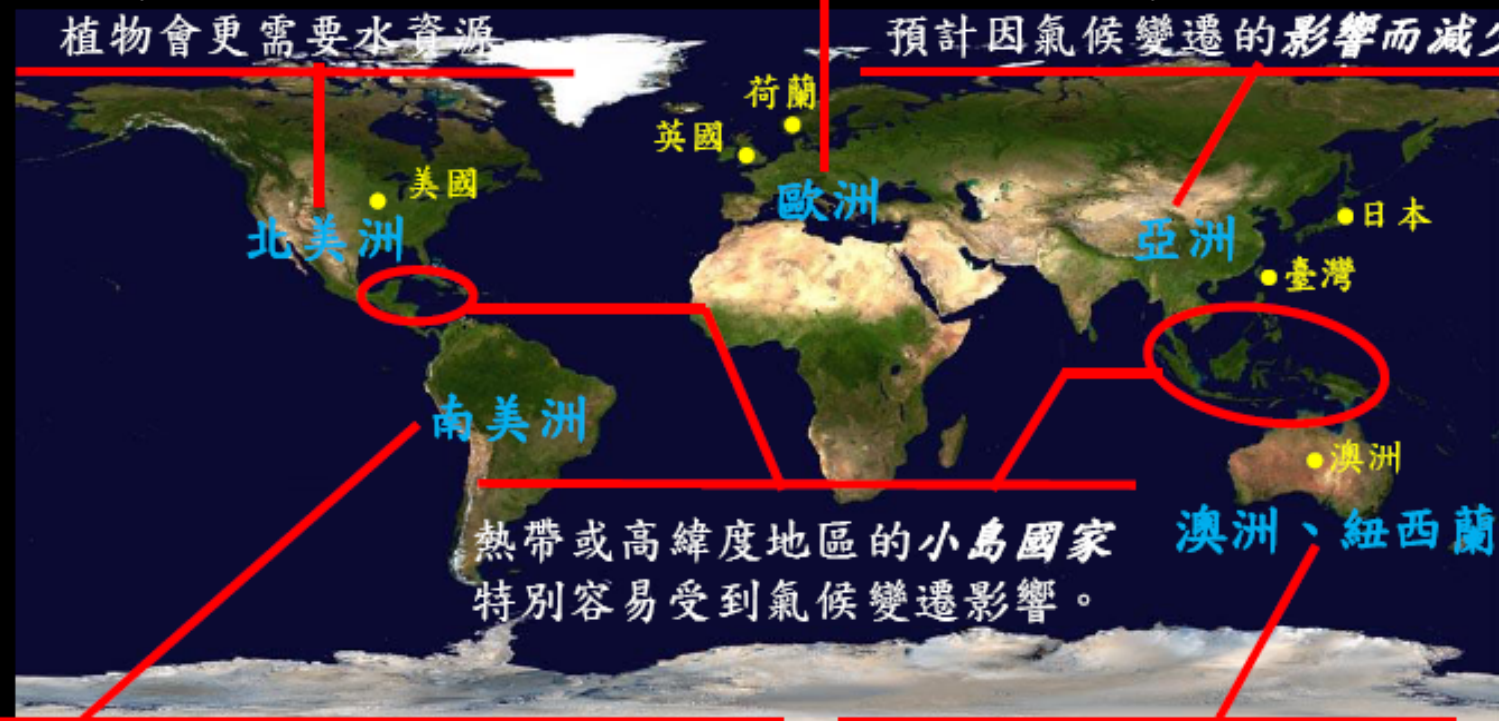 植物會更需要水資源
預計因氣候變遷的影響而減少
荷蘭
英國
美國
歐洲
北美洲
亞洲
日本
臺灣
南美洲
澳洲
熱帶或高緯度地區的小島國家
特別容易受到氣候變遷影響。
澳洲、紐西蘭